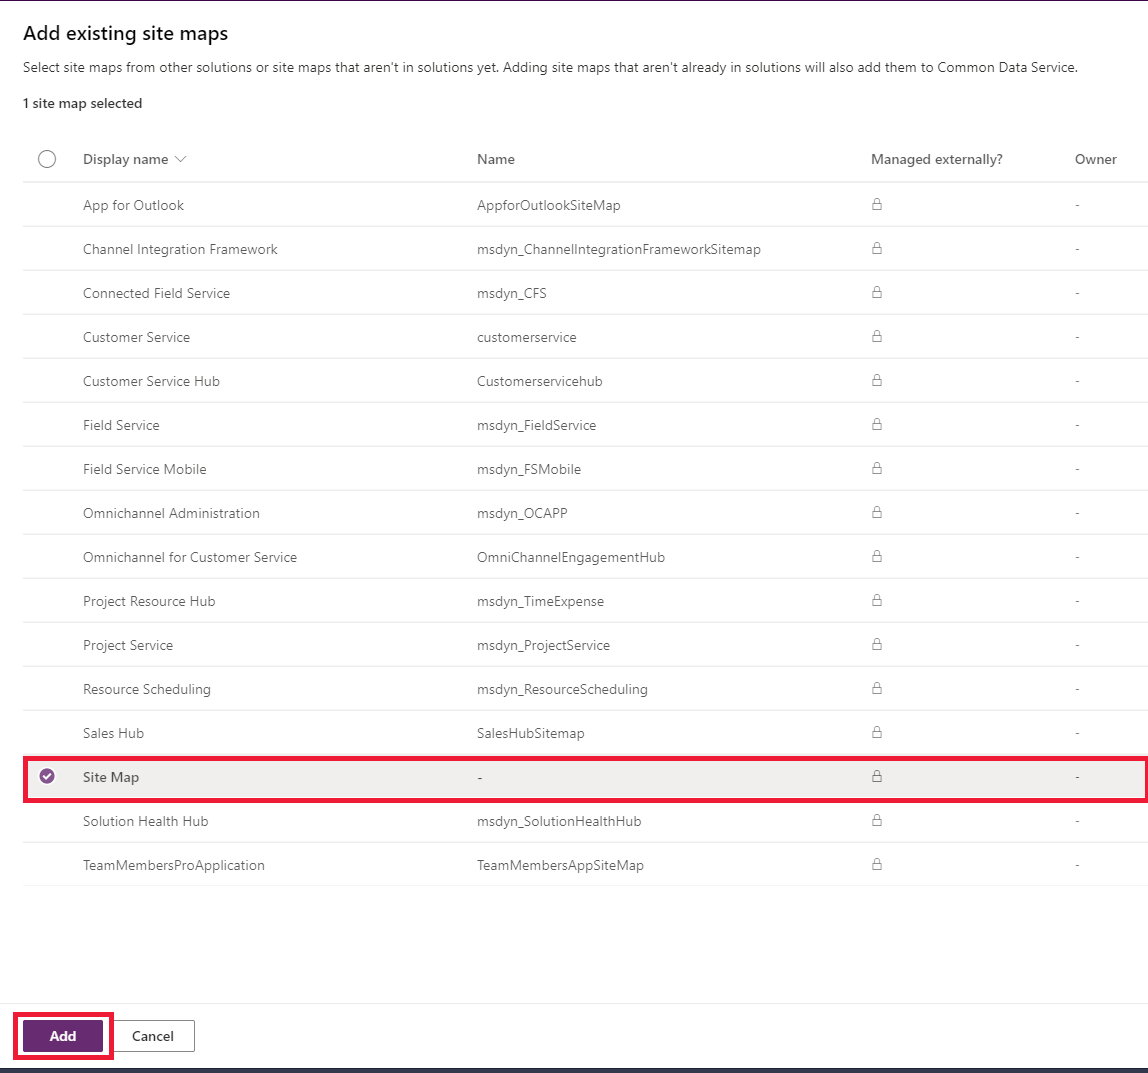 Add existing site maps
Select site maps from other solutions or site maps that aren't in solutions yet. Adding site maps that aren't already in solutions will also add them to Common Data Service.
1 site map selected
Display name Name Managed externally? Owner
App for Outlook AppforOutlookSiteMap -
Channel Integration Framework msdyn_ChannelIntegrationFrameworkSitemap -
Connected Field Service msdyn_CFS -
Customer Service customerservice -
Customer Service Hub Customerservicehub -
Field Service msdyn_FieldService -
Field Service Mobile msdyn_FSMobile -
Omnichannel Administration msdyn_OCAPP -
Omnichannel for Customer Service OmniChannelEngagementHub -
Project Resource Hub msdyn_TimeExpense -
Project Service msdyn_ProjectService -
Resource Scheduling msdyn_ResourceScheduling -
Sales Hub SalesHubSitemap -
Site Map - -
Solution Health Hub msdyn_SolutionHealthHub -
TeamMembersProApplication TeamMembersAppSiteMap -
Add Cancel